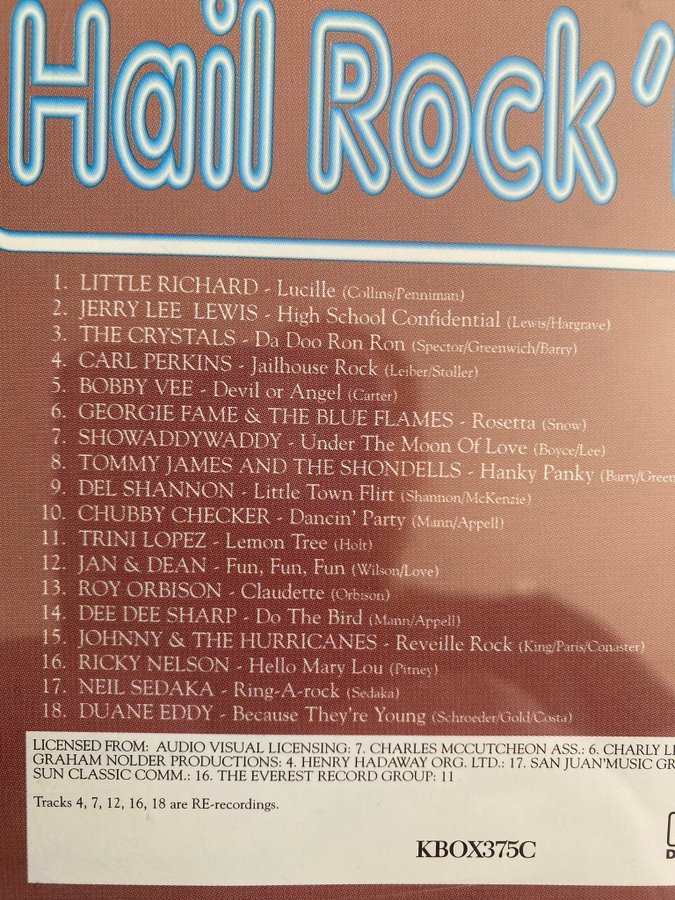 Hail Rock '
1. LITTLE RICHARD - Lucille (Collins/Penniman)
2. JERRY LEE LEWIS - High School Confidential (Lewis/Hargrave)
3. THE CRYSTALS - Da Doo Ron Ron (Spector/Greenwich/Barry)
4. CARL PERKINS - Jailhouse Rock (Leiber/Stoller)
5. BOBBY VEE - Devil or Angel (Carter)
6. GEORGIE FAME & THE BLUE FLAMES - Rosetta (Snow)
7. SHOWADDYWADDY - Under The Moon Of Love (Boyce/Lee)
8. TOMMY JAMES AND THE SHONDELLS - Hanky Panky (Barry/Green
9. DEL SHANNON - Little Town Flirt (Shannon/McKenzie)
10. CHUBBY CHECKER - Dancin' Party (Mann/Appell)
11. TRINI LOPEZ - Lemon Tree (Holt)
12. JAN & DEAN - Fun, Fun, Fun (Wilson/Love)
13. ROY ORBISON - Claudette (Orbison)
14. DEE DEE SHARP - Do The Bird (Mann/Appell)
15. JOHNNY & THE HURRICANES - Reveille Rock (King/Paris/Conaster)
16. RICKY NELSON - Hello Mary Lou (Pitney)
17. NEIL SEDAKA - Ring-A-rock (Sedaka)
18. DUANE EDDY - Because They're Young (Schroeder/Gold/Costa)
LICENSED FROM: AUDIO VISUAL LICENSING: 7. CHARLES MCCUTCHEON ASS.: 6. CHARLY LI
GRAHAM NOLDER PRODUCTIONS: 4. HENRY HADAWAY ORG. LTD.: 17. SAN JUAN'MUSIC GR
SUN CLASSIC COMM.: 16. THE EVEREST RECORD GROUP: 11
Tracks 4, 7, 12, 16, 18 are RE-recordings.
KBOX375C